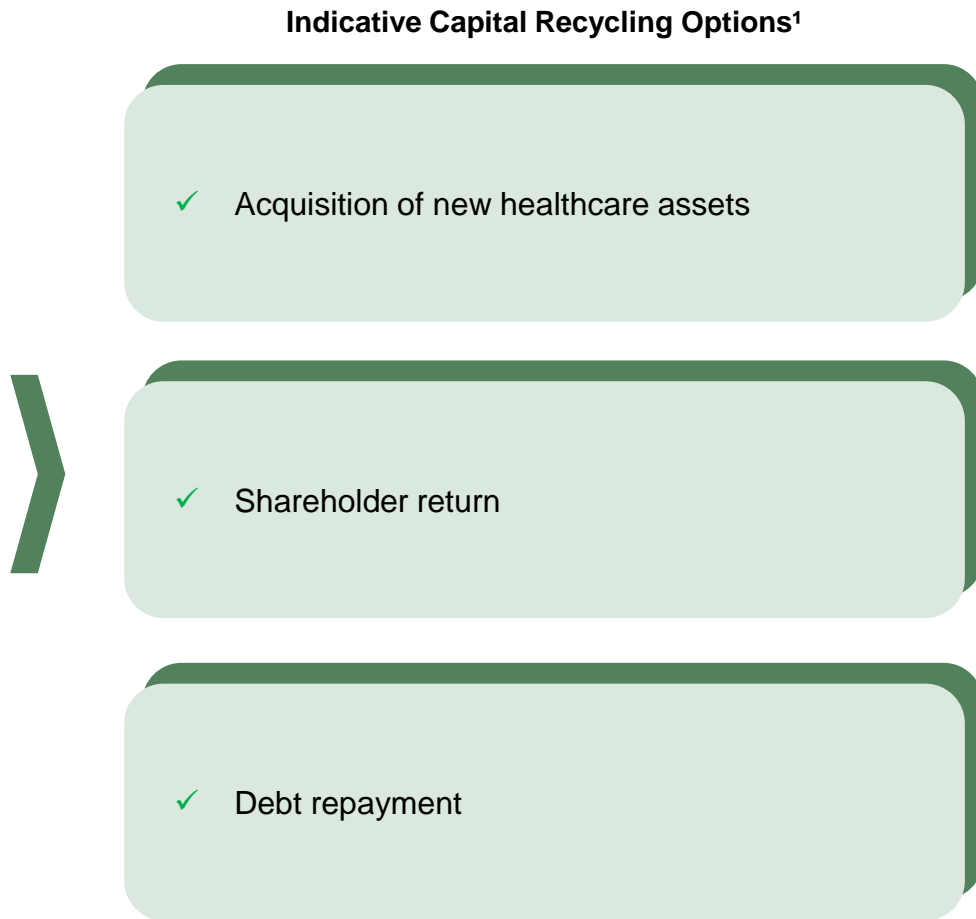 Indicative Capital Recycling Options¹
✓ Acquisition of new healthcare assets
✓ Shareholder return
✓ Debt repayment